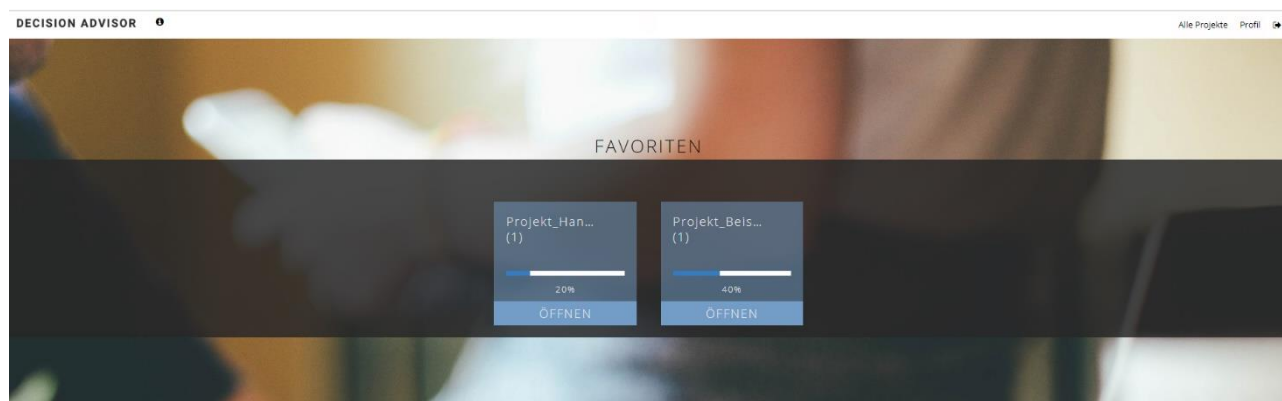 DECISION ADVISOR
Alle Projekte Profil
FAVORITEN
Projekt_Han...
(1)
20%
ÖFFNEN
Projekt_Beis...
(1)
40%
ÖFFNEN